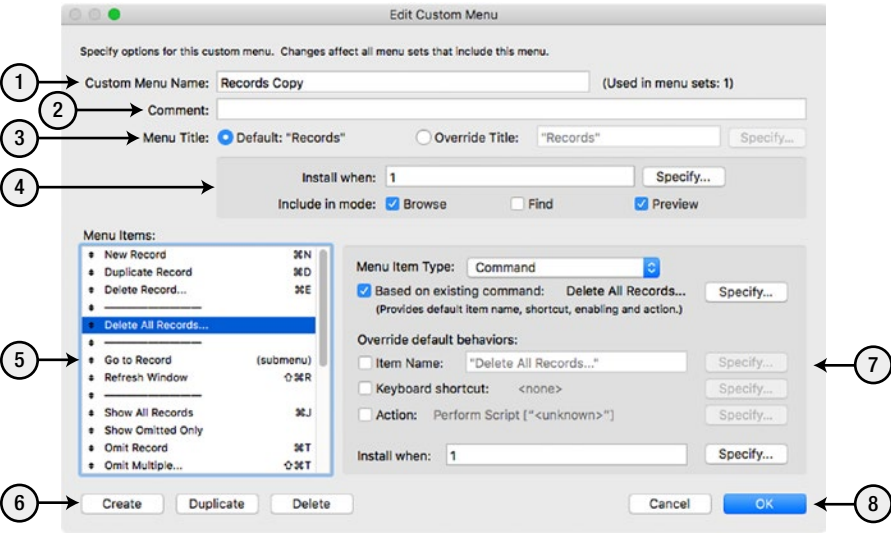 Edit Custom Menu
Specify options for this custom menu. Changes affect all menu sets that include this menu.
1 Custom Menu Name: Records Copy (Used in menu sets: 1)
2 Comment:
3 Menu Title: Default: "Records" Override Title: "Records" Specify...
4 Install when: 1 Specify...
Include in mode: Browse Find Preview
Menu Items:
New Record ⌘N
Duplicate Record ⌘D
Delete Record... ⌘E
Delete All Records...
5 Go to Record (submenu)
Refresh Window ⇧⌘R
Show All Records ⌘J
Show Omitted Only
Omit Record ⌘T
Omit Multiple... ⇧⌘T
Menu Item Type: Command
Based on existing command: Delete All Records... Specify...
(Provides default item name, shortcut, enabling and action.)
Override default behaviors:
Item Name: "Delete All Records..." Specify... 7
Keyboard shortcut: <none> Specify...
Action: Perform Script ["<unknown>"] Specify...
Install when: 1 Specify...
6 Create Duplicate Delete Cancel OK 8